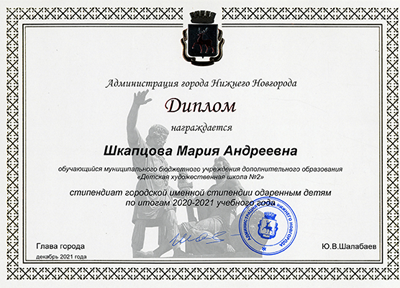 Администрация города Нижнего Новгорода
Диплом
награждается
Шкапцова Мария Андреевна
обучающийся муниципального бюджетного учреждения дополнительного образования
«Детская художественная школа №2»
стипендиат городской именной стипендии одаренным детям
по итогам 2020-2021 учебного года
Глава города
Ю.В.Шалабаев
декабрь 2021 года